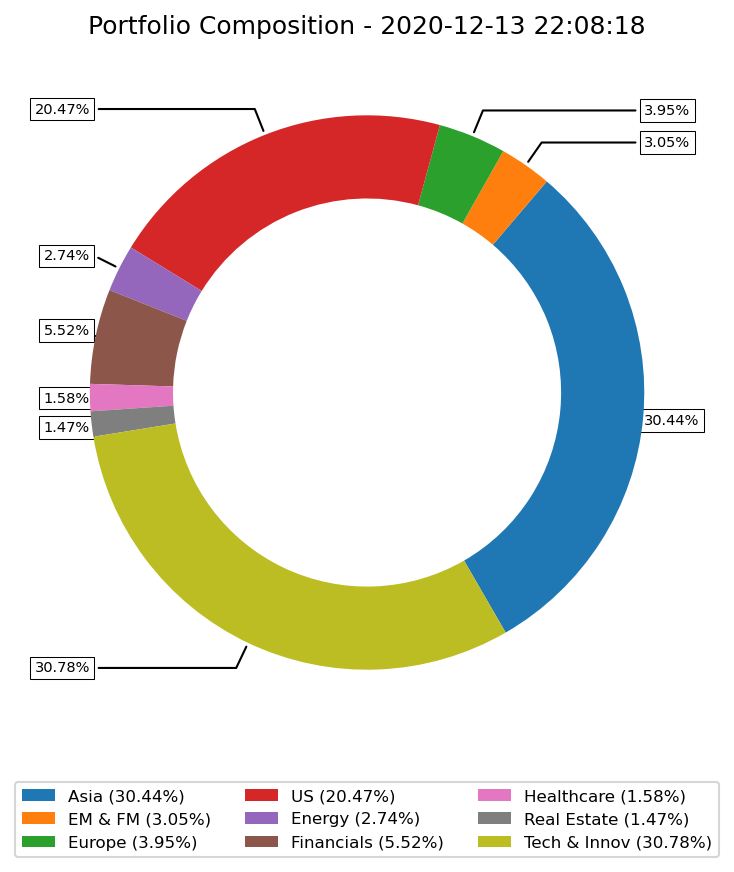 Portfolio Composition - 2020-12-13 22:08:18
20.47%
3.95%
3.05%
2.74%
5.52%
1.58%
30.44%
1.47%
30.78%
Asia (30.44%)
EM & FM (3.05%)
Europe (3.95%)
US (20.47%)
Energy (2.74%)
Financials (5.52%)
Healthcare (1.58%)
Real Estate (1.47%)
Tech & Innov (30.78%)